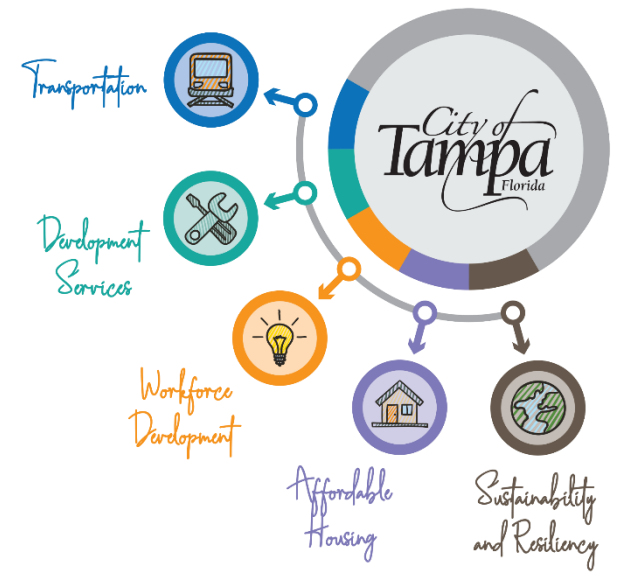 Transportation
City of
Tampa
Florida
Development
Services
Workforce
Development
Affordable
Housing
Sustainability
and Resiliency